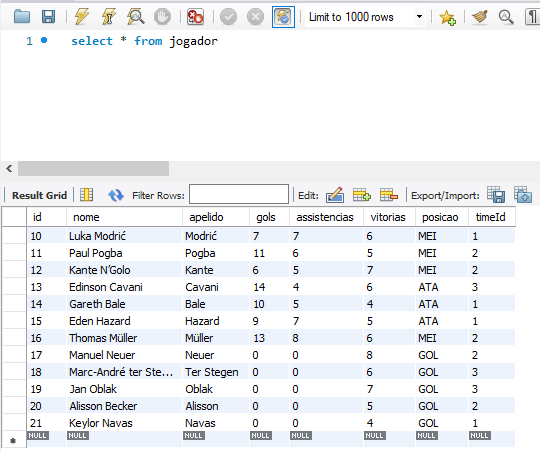 Limit to 1000 rows
1 select * from jogador
Result Grid Filter Rows: Edit: Export/Import:
id nome apelido gols assistencias vitorias posicao timeId
10 Luka Modrić Modrić 7 7 6 MEI 1
11 Paul Pogba Pogba 11 6 5 MEI 2
12 Kante N'Golo Kante 6 5 7 MEI 2
13 Edinson Cavani Cavani 14 4 6 ATA 3
14 Gareth Bale Bale 10 5 4 ATA 1
15 Eden Hazard Hazard 9 7 5 ATA 1
16 Thomas Müller Müller 13 8 6 MEI 2
17 Manuel Neuer Neuer 0 0 8 GOL 2
18 Marc-André ter Ste... Ter Stegen 0 0 6 GOL 3
19 Jan Oblak Oblak 0 0 7 GOL 3
20 Alisson Becker Alisson 0 0 5 GOL 2
21 Keylor Navas Navas 0 0 4 GOL 1
NULL NULL NULL NULL NULL NULL NULL NULL